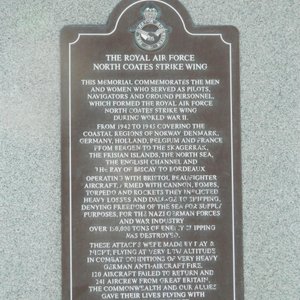 THE ROYAL AIR FORCE
NORTH COATES STRIKE WING
THIS MEMORIAL COMMEMORATES THE MEN
AND WOMEN WHO SERVED AS PILOTS,
NAVIGATORS AND GROUND PERSONNEL,
WHICH FORMED THE ROYAL AIR FORCE
NORTH COATES STRIKE WING
DURING WORLD WAR II.
FROM 1942 TO 1945 COVERING THE
COASTAL REGIONS OF NORWAY, DENMARK,
GERMANY, HOLLAND, BELGIUM AND FRANCE
FROM BERGEN TO THE SKAGERRAK,
THE FRISIAN ISLANDS, THE NORTH SEA,
THE ENGLISH CHANNEL AND
THE BAY OF BISCAY TO BORDEAUX
OPERATING WITH BRISTOL BEAUFIGHTER
AIRCRAFT, ARMED WITH CANNON, BOMBS,
TORPEDO AND ROCKETS THEY INFLICTED
HEAVY LOSSES AND DAMAGE TO SHIPPING,
DENYING FREEDOM OF THE SEA FOR SUPPLY
PURPOSES, FOR THE NAZI GERMAN FORCES
AND WAR INDUSTRY
OVER 150,000 TONS OF ENEMY SHIPPING
WAS DESTROYED.
THESE ATTACKS WERE MADE BY DAY &
NIGHT, FLYING AT VERY LOW ALTITUDES
IN COMBAT CONDITIONS OF VERY HEAVY
GERMAN ANTI-AIRCRAFT FIRE.
120 AIRCRAFT FAILED TO RETURN AND
241 AIRCREW FROM GREAT BRITAIN,
THE COMMONWEALTH AND OUR ALLIES
GAVE THEIR LIVES FLYING WITH